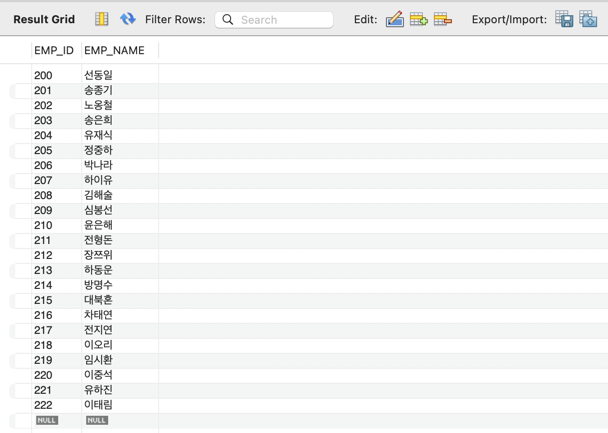 Result Grid Filter Rows: Search Edit: Export/Import:
EMP_ID EMP_NAME
200 선동일
201 송종기
202 노옹철
203 송은희
204 유재식
205 정중하
206 박나라
207 하이유
208 김해술
209 심봉선
210 윤은해
211 전형돈
212 장쯔위
213 하동운
214 방명수
215 대북혼
216 차태연
217 전지연
218 이오리
219 임시환
220 이중석
221 유하진
222 이태림
NULL NULL